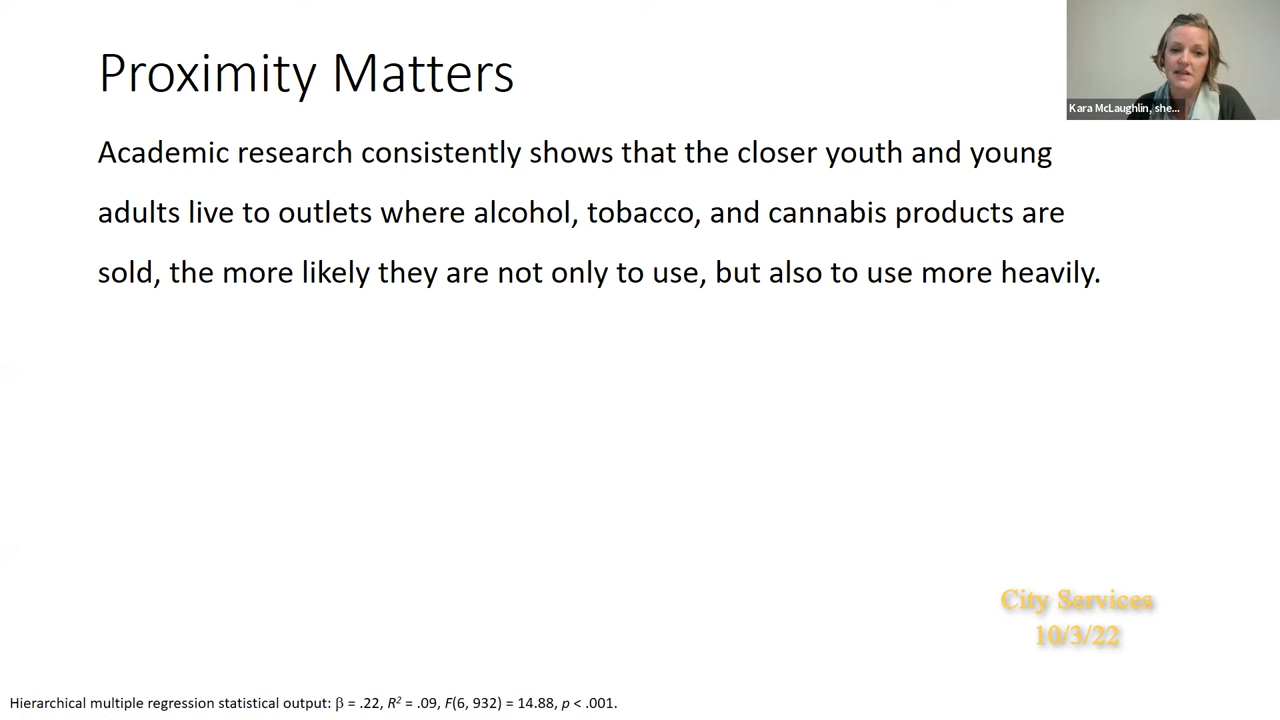 Proximity Matters
Kara McLaughlin, she...
Academic research consistently shows that the closer youth and young
adults live to outlets where alcohol, tobacco, and cannabis products are
sold, the more likely they are not only to use, but also to use more heavily.
City Services
10/3/22
Hierarchical multiple regression statistical output: β = .22, R² = .09, F(6, 932) = 14.88, p < .001.